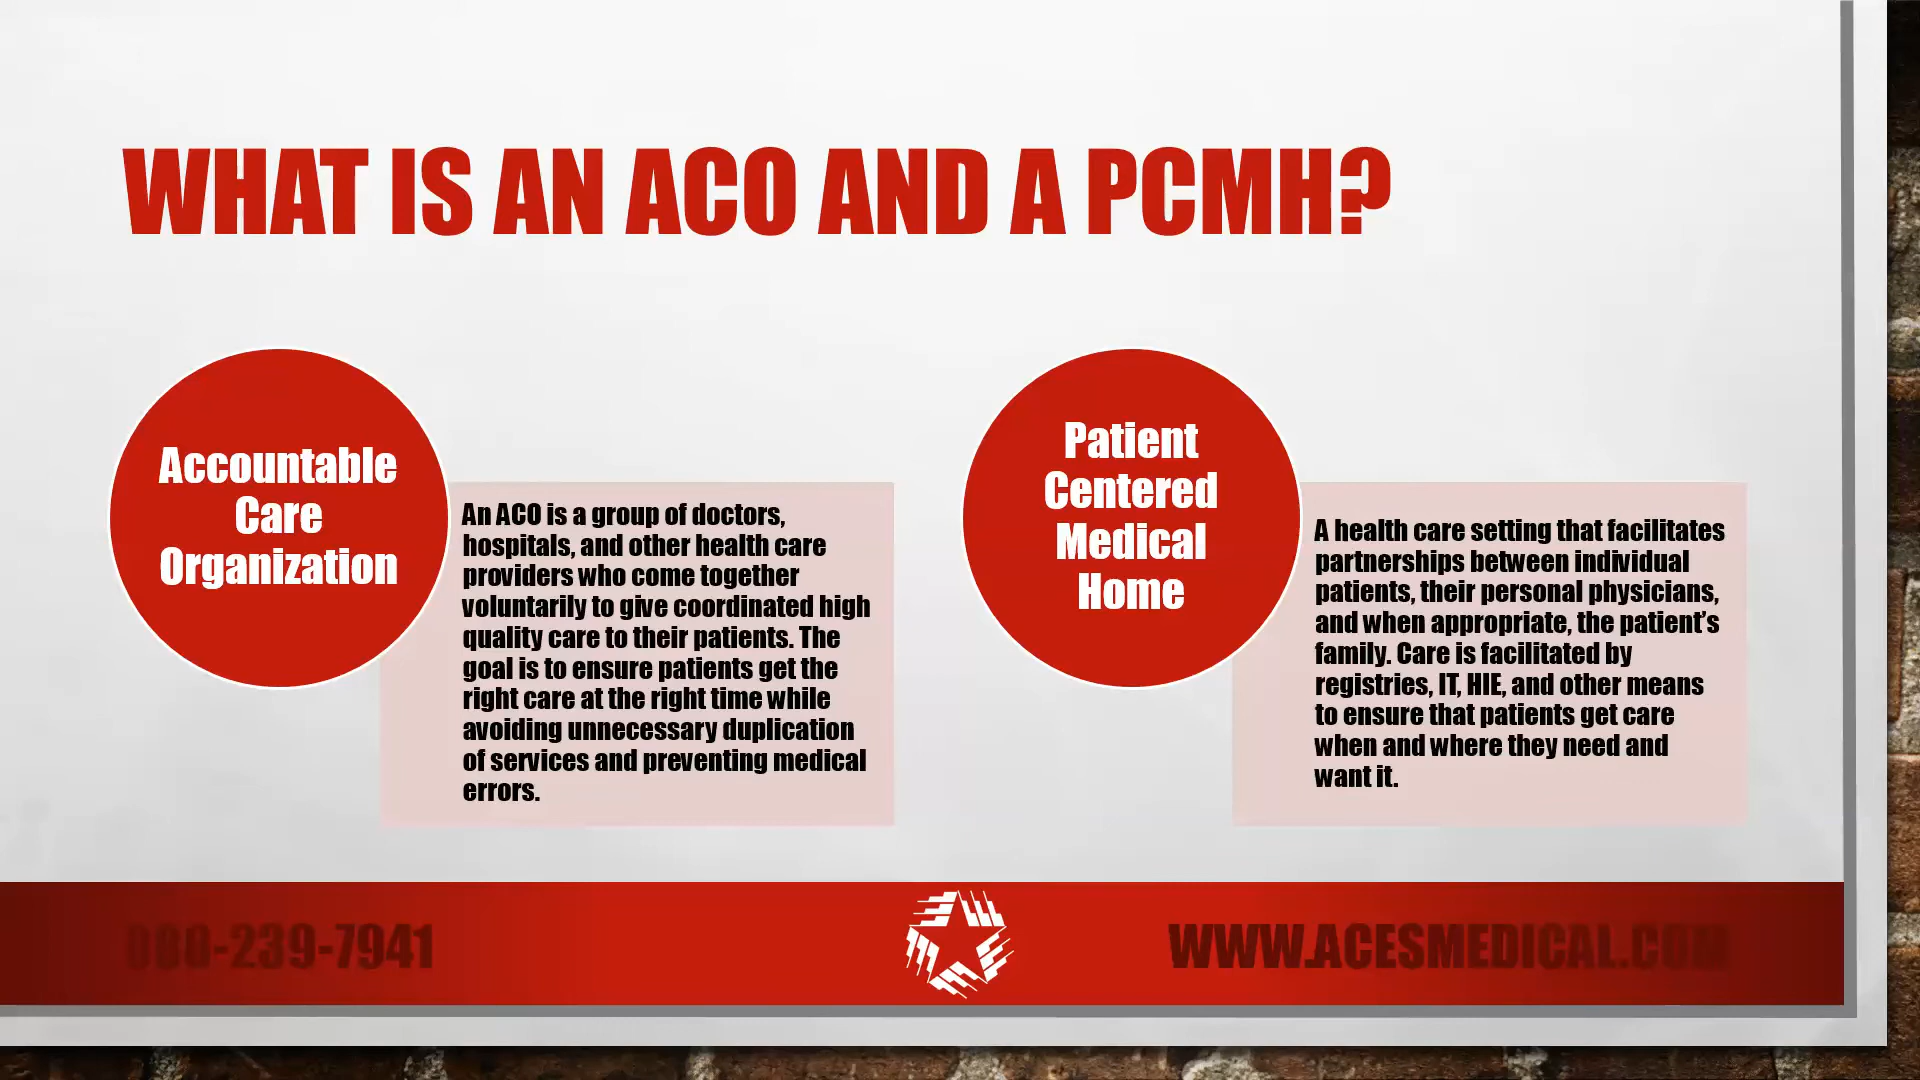 WHAT IS AN ACO AND A PCMH?
Accountable
Care
Organization
An ACO is a group of doctors,
hospitals, and other health care
providers who come together
voluntarily to give coordinated high
quality care to their patients. The
goal is to ensure patients get the
right care at the right time while
avoiding unnecessary duplication
of services and preventing medical
errors.
Patient
Centered
Medical
Home
A health care setting that facilitates
partnerships between individual
patients, their personal physicians,
and when appropriate, the patient’s
family. Care is facilitated by
registries, IT, HIE, and other means
to ensure that patients get care
when and where they need and
want it.
WWW.ACESMEDICAL.COM